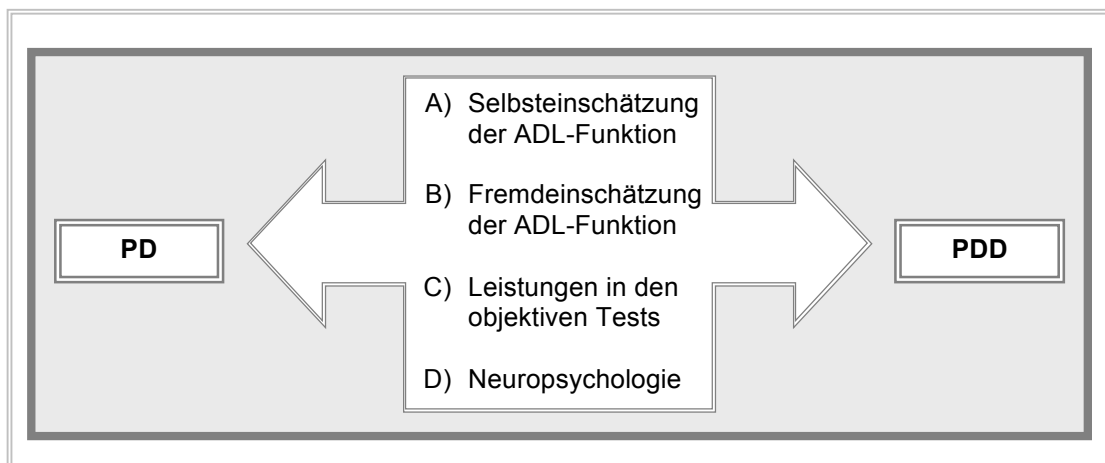 A) Selbsteinschätzung
der ADL-Funktion
B) Fremdeinschätzung
der ADL-Funktion
PD
PDD
C) Leistungen in den
objektiven Tests
D) Neuropsychologie